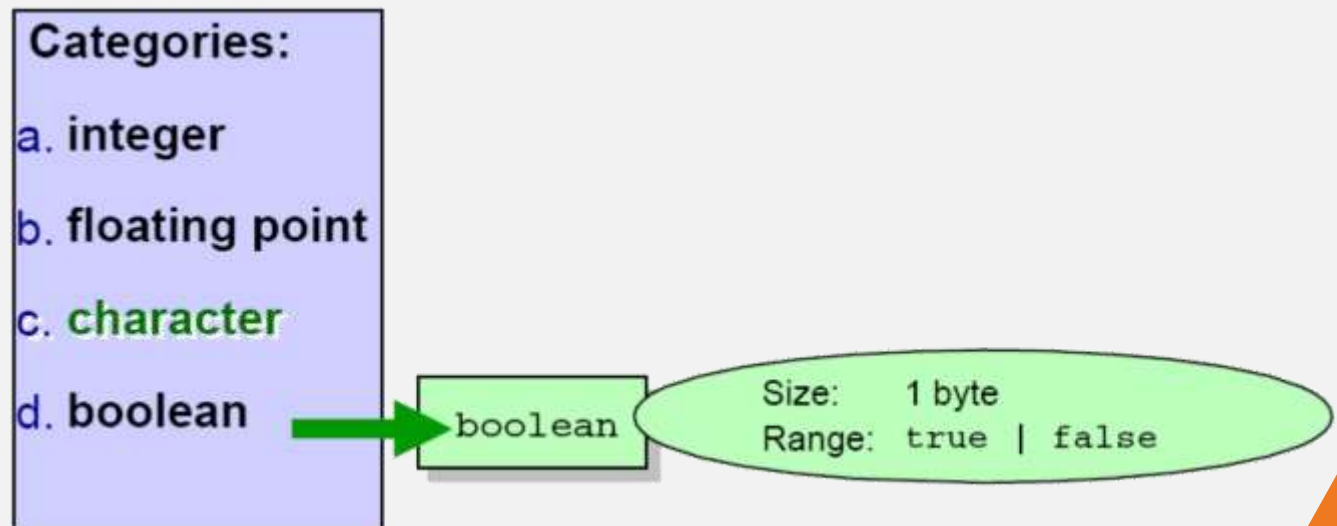 Categories:
a. integer
b. floating point
c. character
d. boolean
boolean
Size: 1 byte
Range: true | false